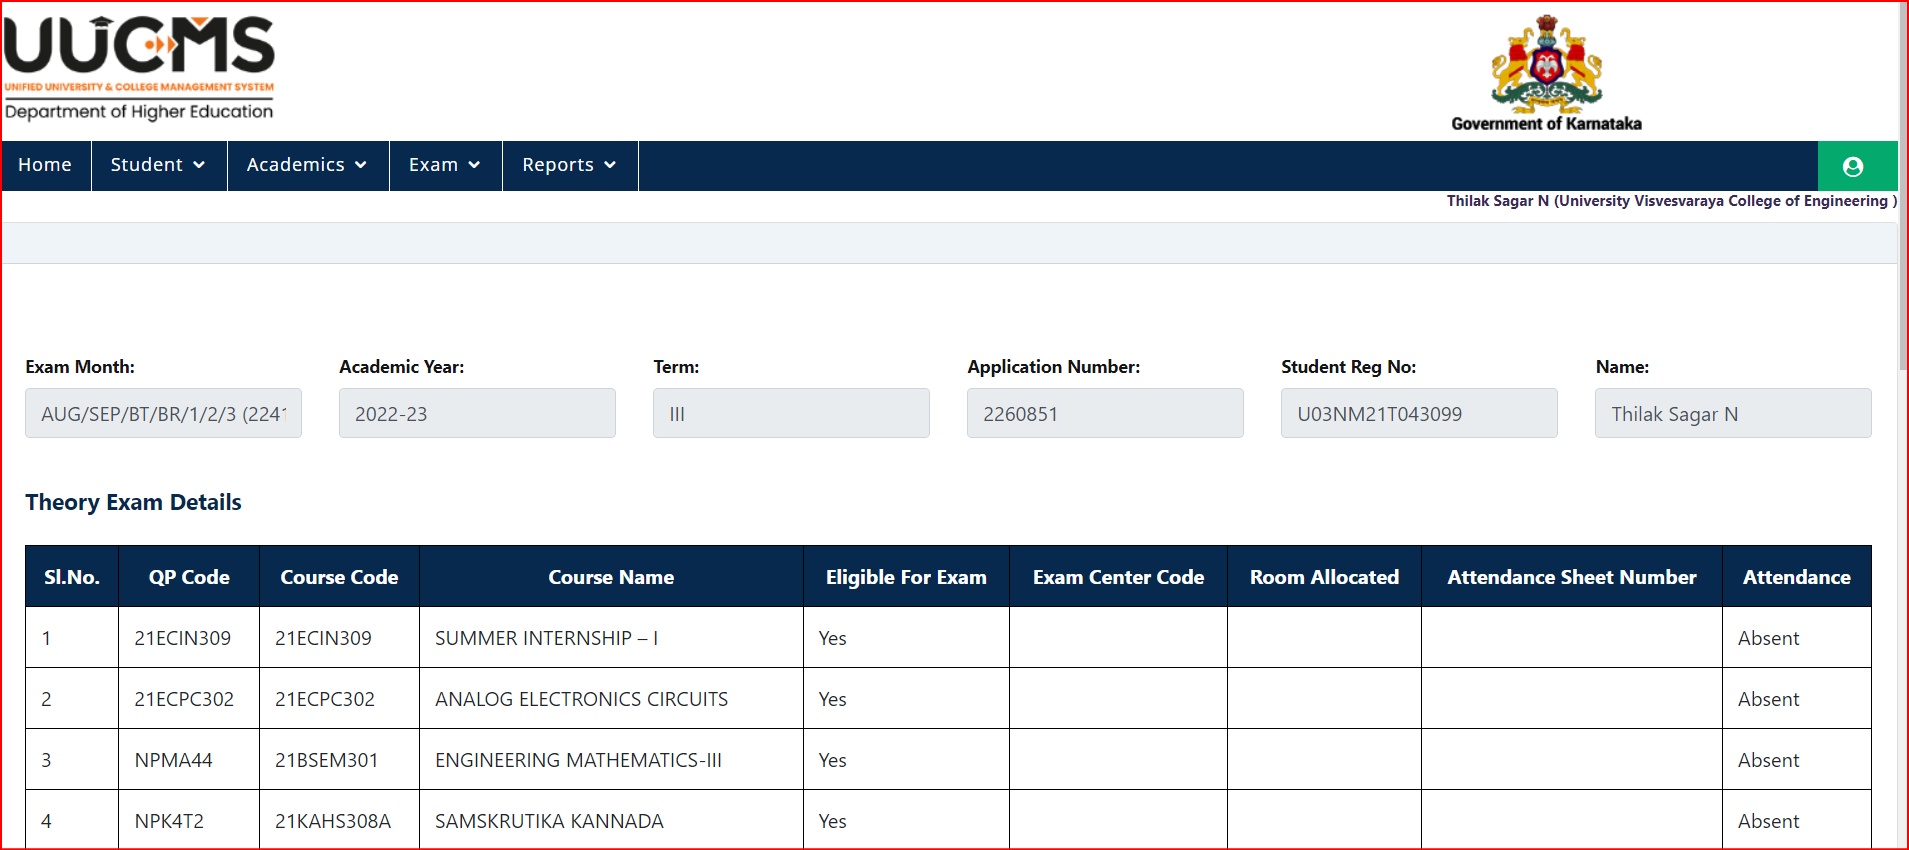 UUCMS
UNIFIED UNIVERSITY & COLLEGE MANAGEMENT SYSTEM
Department of Higher Education
Government of Karnataka
Home Student Academics Exam Reports
Thilak Sagar N (University Visvesvaraya College of Engineering )
Exam Month: Academic Year: Term: Application Number: Student Reg No: Name:
AUG/SEP/BT/BR/1/2/3 (2241 2022-23 III 2260851 U03NM21T043099 Thilak Sagar N
Theory Exam Details
Sl.No. QP Code Course Code Course Name Eligible For Exam Exam Center Code Room Allocated Attendance Sheet Number Attendance
1 21ECIN309 21ECIN309 SUMMER INTERNSHIP – I Yes Absent
2 21ECPC302 21ECPC302 ANALOG ELECTRONICS CIRCUITS Yes Absent
3 NPMA44 21BSEM301 ENGINEERING MATHEMATICS-III Yes Absent
4 NPK4T2 21KAHS308A SAMSKRUTIKA KANNADA Yes Absent